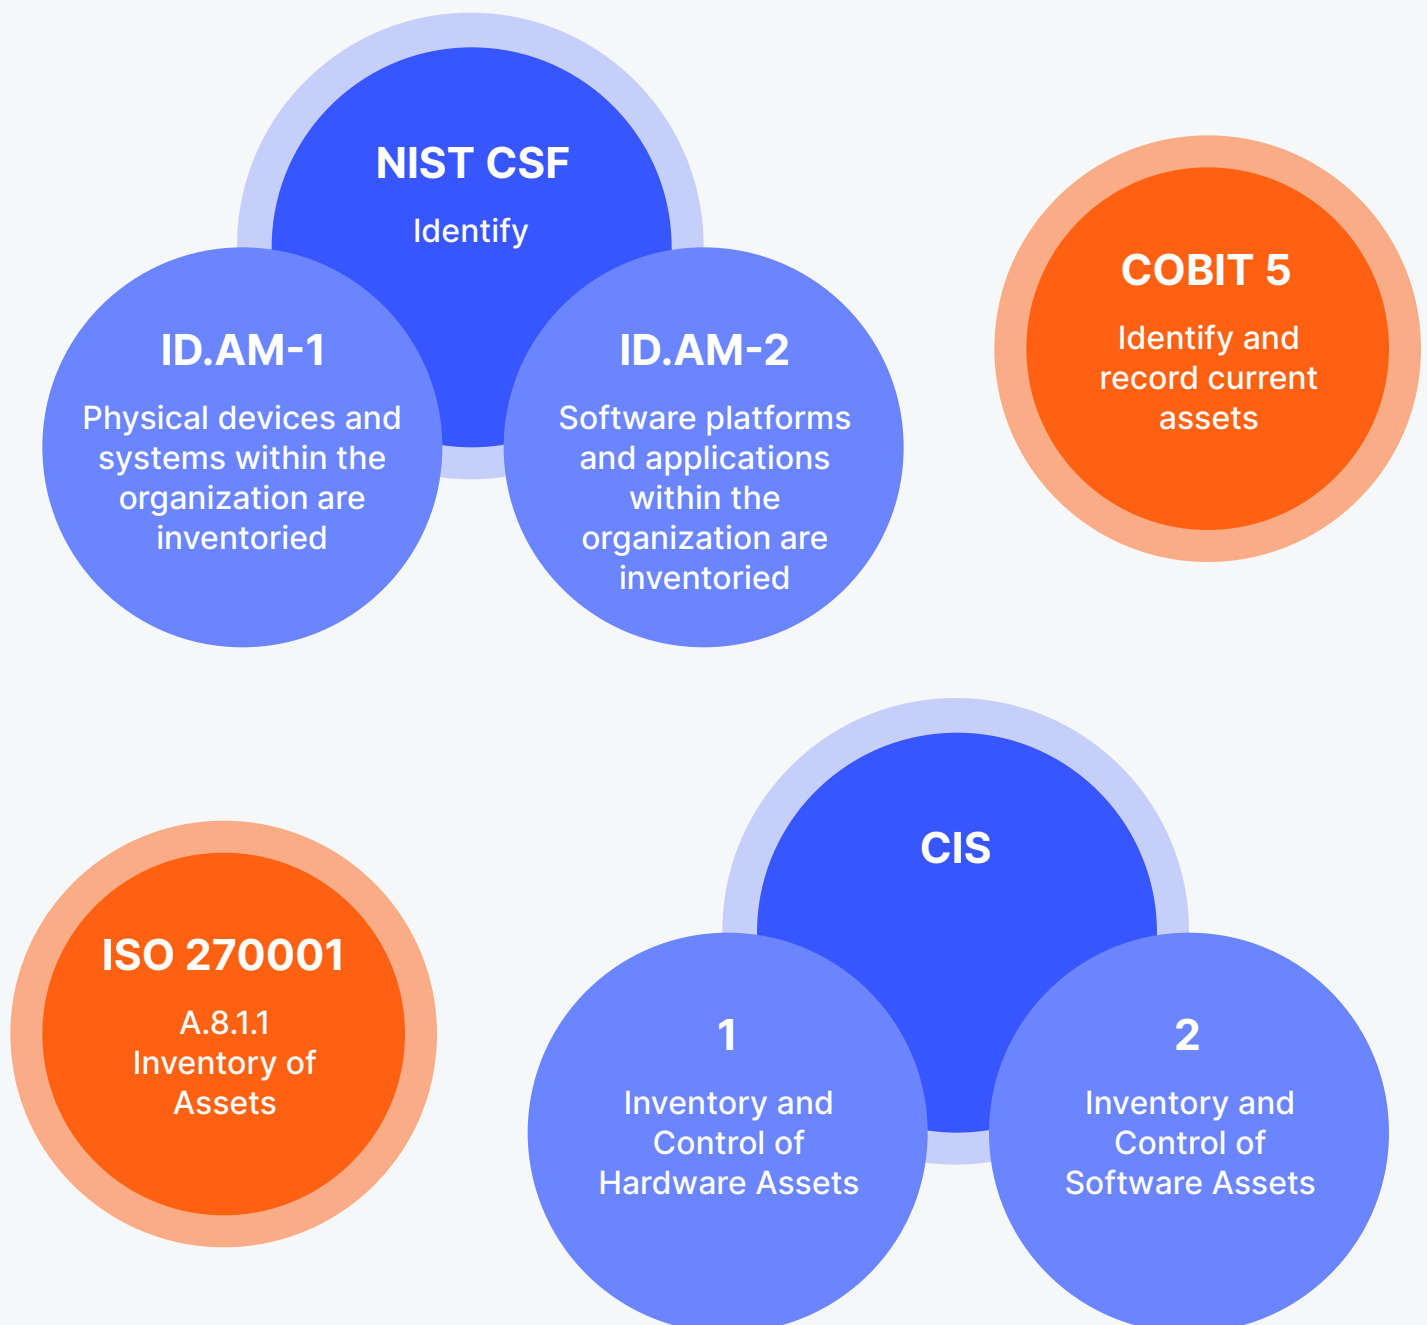 NIST CSF
Identify
ID.AM-1
Physical devices and
systems within the
organization are
inventoried
ID.AM-2
Software platforms
and applications
within the
organization are
inventoried
COBIT 5
Identify and
record current
assets
ISO 270001
A.8.1.1
Inventory of
Assets
CIS
1
Inventory and
Control of
Hardware Assets
2
Inventory and
Control of
Software Assets